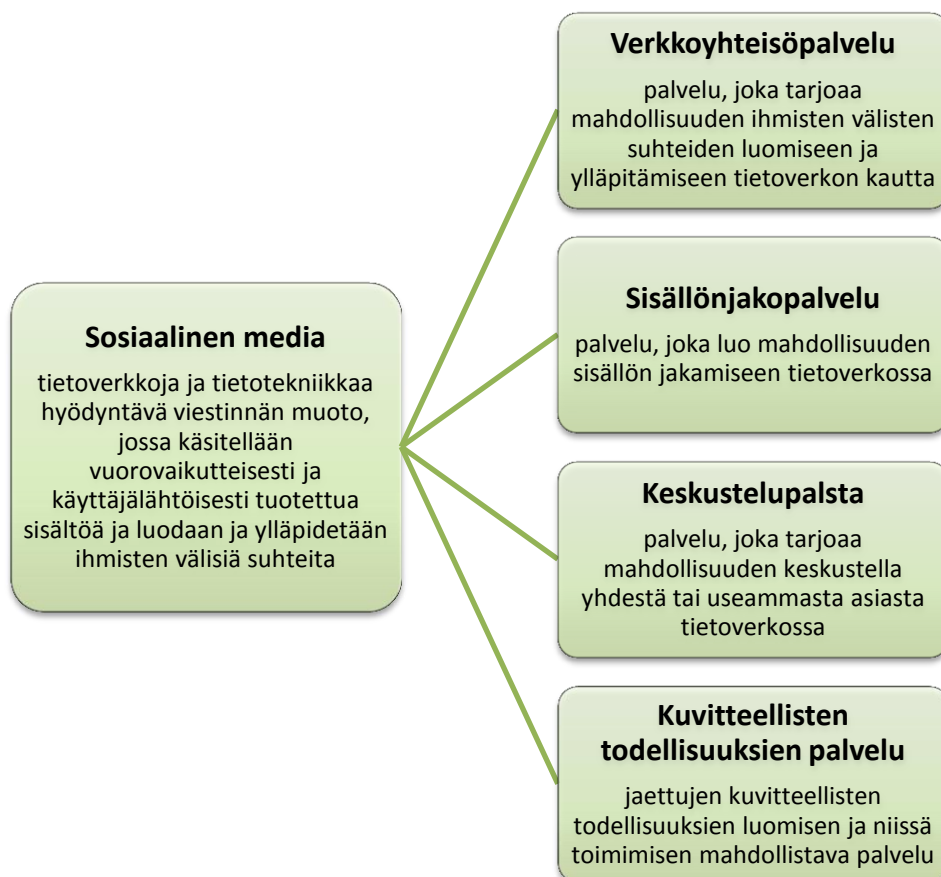 Verkkoyhteisöpalvelu
palvelu, joka tarjoaa
mahdollisuuden ihmisten välisten
suhteiden luomiseen ja
ylläpitämiseen tietoverkon kautta
Sisällönjakopalvelu
palvelu, joka luo mahdollisuuden
sisällön jakamiseen tietoverkossa
Sosiaalinen media
tietoverkkoja ja tietotekniikkaa
hyödyntävä viestinnän muoto,
jossa käsitellään
vuorovaikutteisesti ja
käyttäjälähtöisesti tuotettua
sisältöä ja luodaan ja ylläpidetään
ihmisten välisiä suhteita
Keskustelupalsta
palvelu, joka tarjoaa
mahdollisuuden keskustella
yhdestä tai useammasta asiasta
tietoverkossa
Kuvitteellisten
todellisuuksien palvelu
jaettujen kuvitteellisten
todellisuuksien luomisen ja niissä
toimimisen mahdollistava palvelu